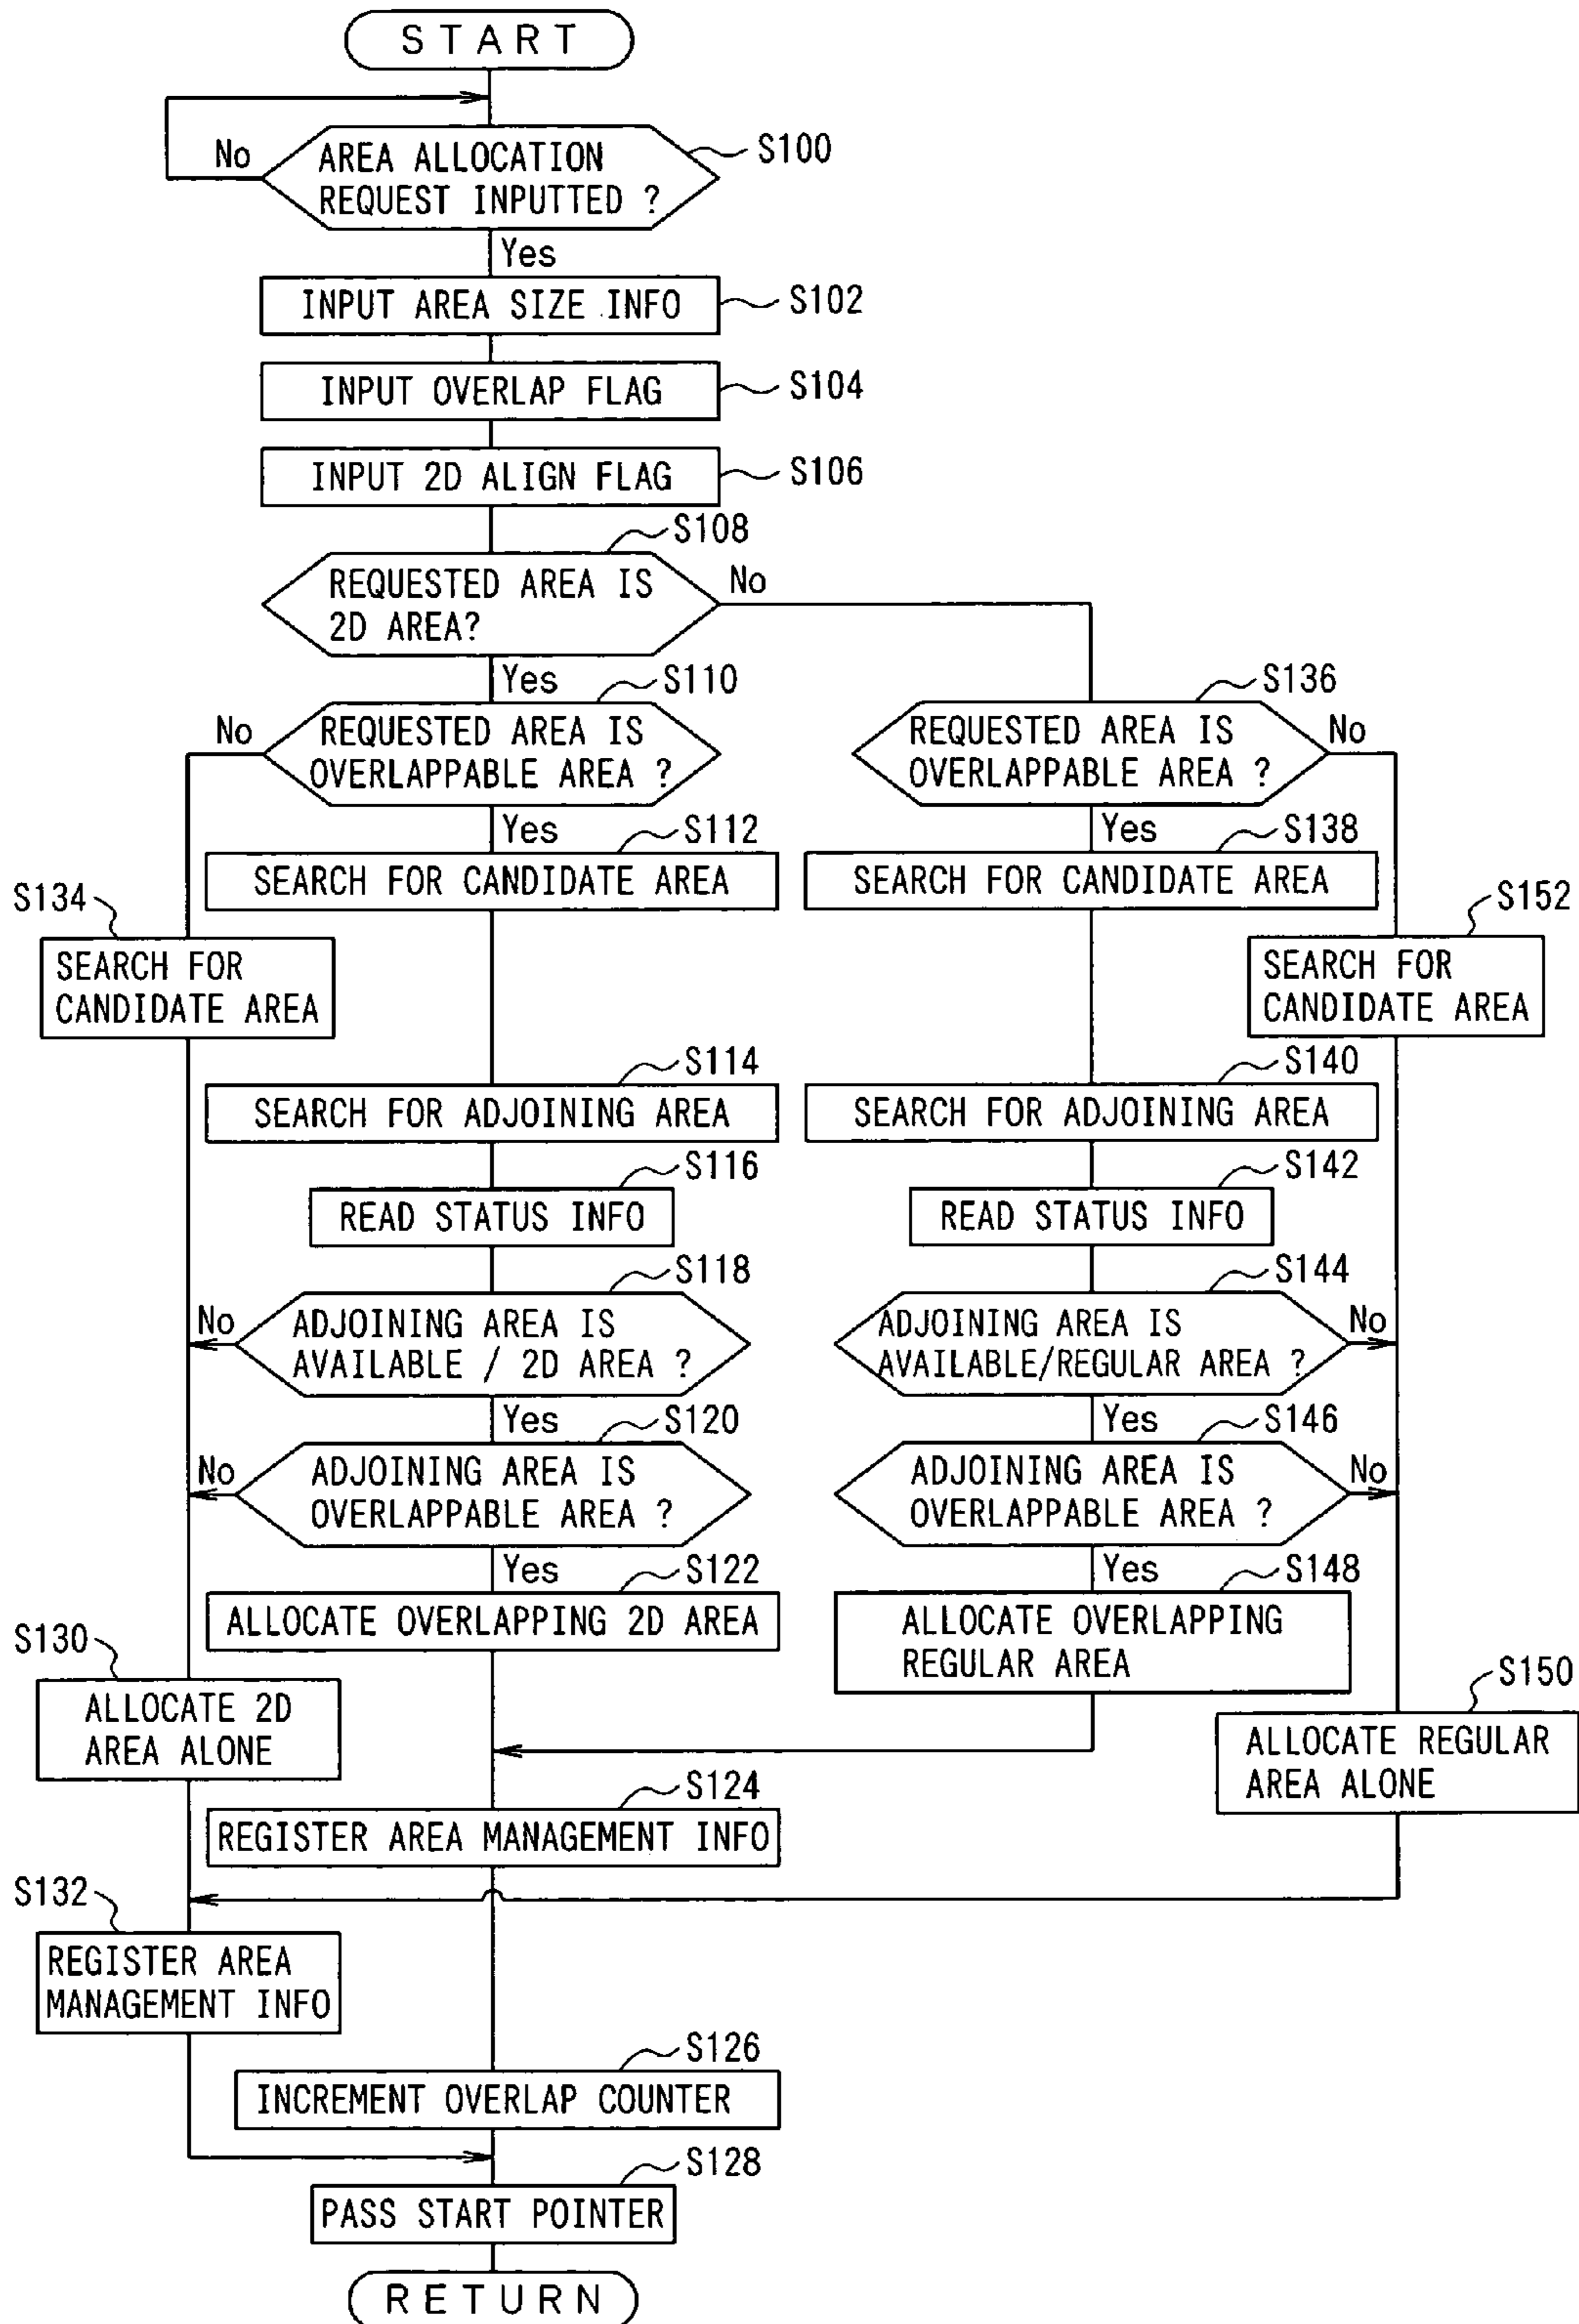 START
No
AREA ALLOCATION
REQUEST INPUTTED ?
S100
Yes
INPUT AREA SIZE INFO
S102
INPUT OVERLAP FLAG
S104
INPUT 2D ALIGN FLAG
S106
S108
REQUESTED AREA IS
2D AREA?
No
Yes
S110
No
REQUESTED AREA IS
OVERLAPPABLE AREA ?
S136
REQUESTED AREA IS
OVERLAPPABLE AREA ?
No
Yes
S112
SEARCH FOR CANDIDATE AREA
Yes
S138
SEARCH FOR CANDIDATE AREA
S134
SEARCH FOR
CANDIDATE AREA
S152
SEARCH FOR
CANDIDATE AREA
S114
SEARCH FOR ADJOINING AREA
S140
SEARCH FOR ADJOINING AREA
S116
READ STATUS INFO
S142
READ STATUS INFO
S118
No
ADJOINING AREA IS
AVAILABLE / 2D AREA ?
S144
ADJOINING AREA IS
AVAILABLE/REGULAR AREA ?
No
Yes
S120
No
ADJOINING AREA IS
OVERLAPPABLE AREA ?
Yes
S146
ADJOINING AREA IS
OVERLAPPABLE AREA ?
No
Yes
S122
ALLOCATE OVERLAPPING 2D AREA
Yes
S148
ALLOCATE OVERLAPPING
REGULAR AREA
S130
ALLOCATE 2D
AREA ALONE
S150
ALLOCATE REGULAR
AREA ALONE
S124
REGISTER AREA MANAGEMENT INFO
S132
REGISTER AREA
MANAGEMENT INFO
S126
INCREMENT OVERLAP COUNTER
S128
PASS START POINTER
RETURN